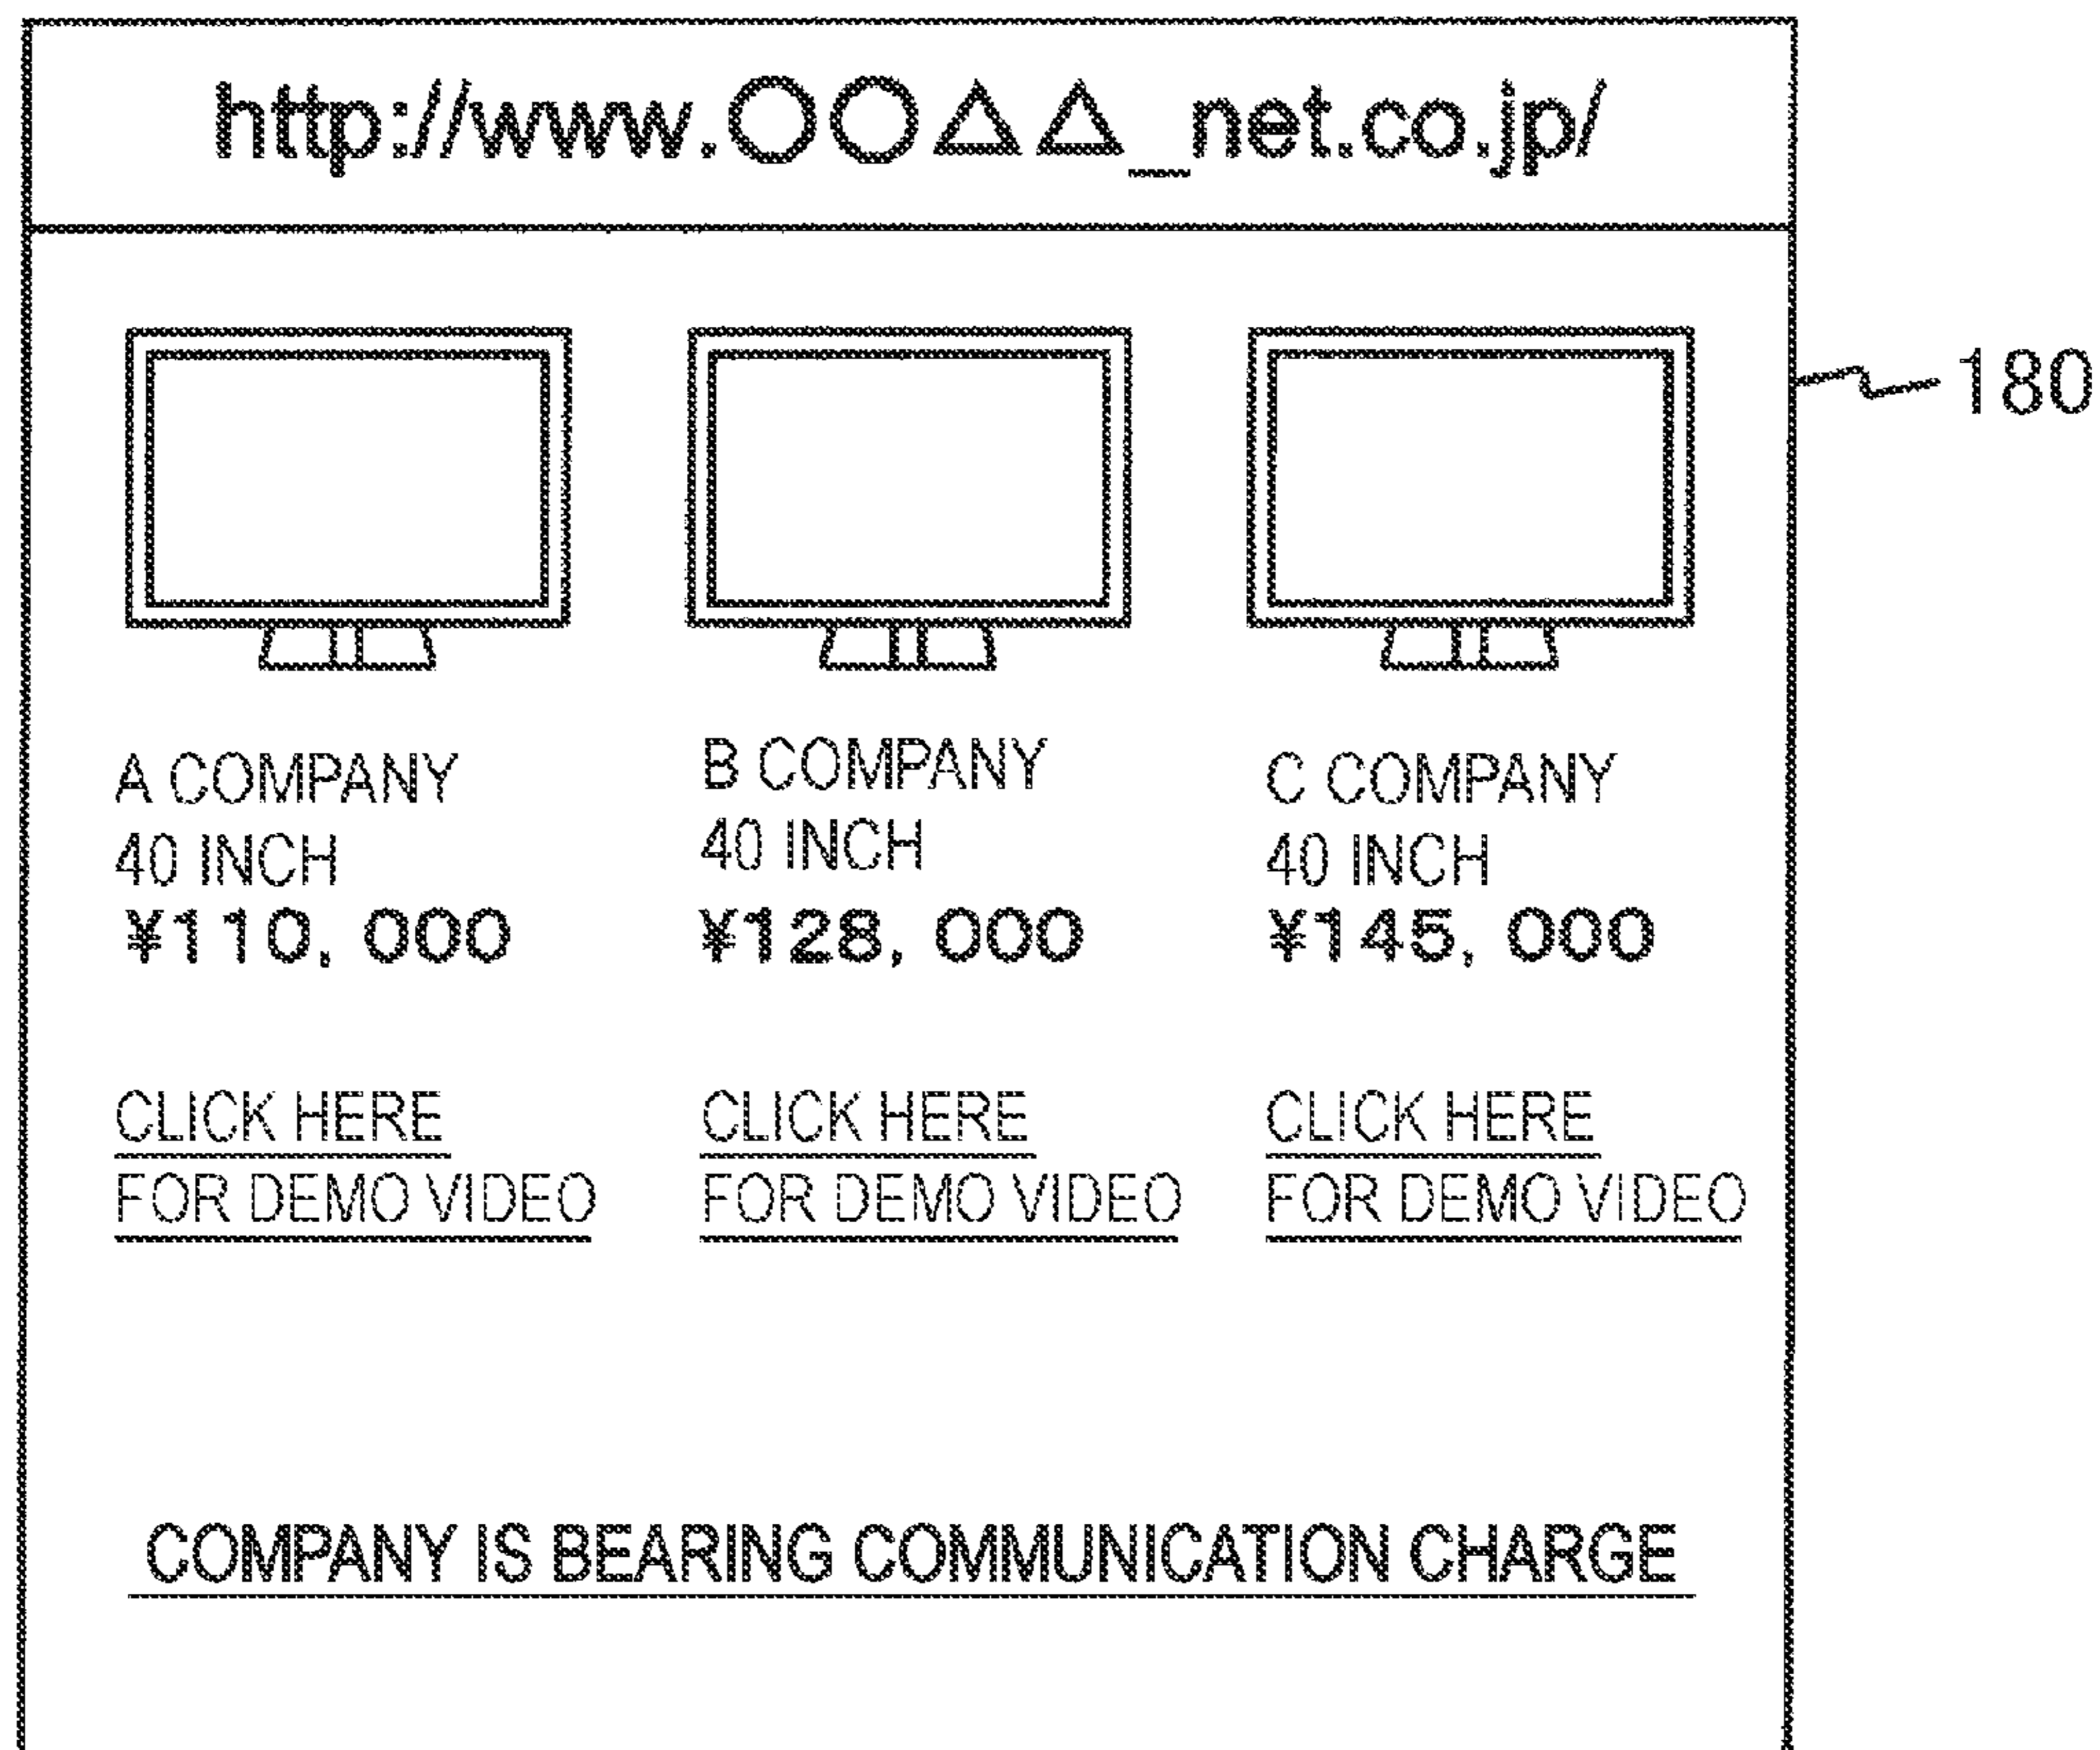 http://www.○○△△_net.co.jp/
180
A COMPANY
40 INCH
¥110, 000
CLICK HERE
FOR DEMO VIDEO
B COMPANY
40 INCH
¥128, 000
CLICK HERE
FOR DEMO VIDEO
C COMPANY
40 INCH
¥145, 000
CLICK HERE
FOR DEMO VIDEO
COMPANY IS BEARING COMMUNICATION CHARGE